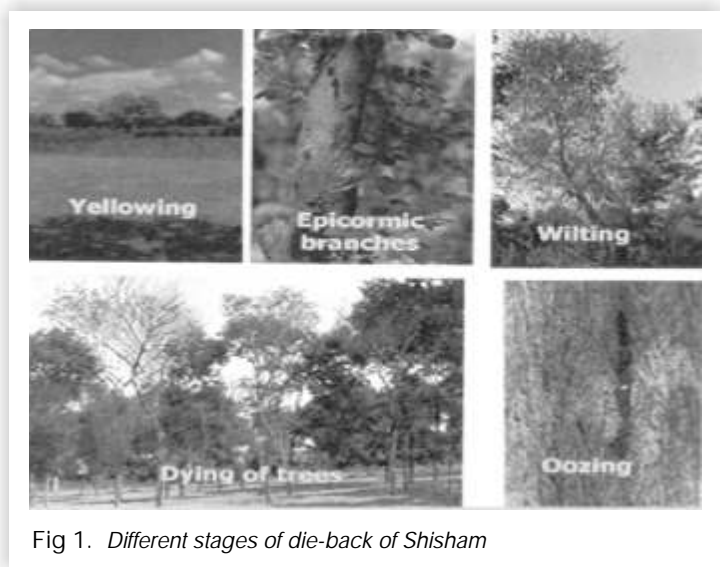 Yellowing
Epicormic
branches
Wilting
Dying of trees
Oozing
Fig 1. Different stages of die-back of Shisham